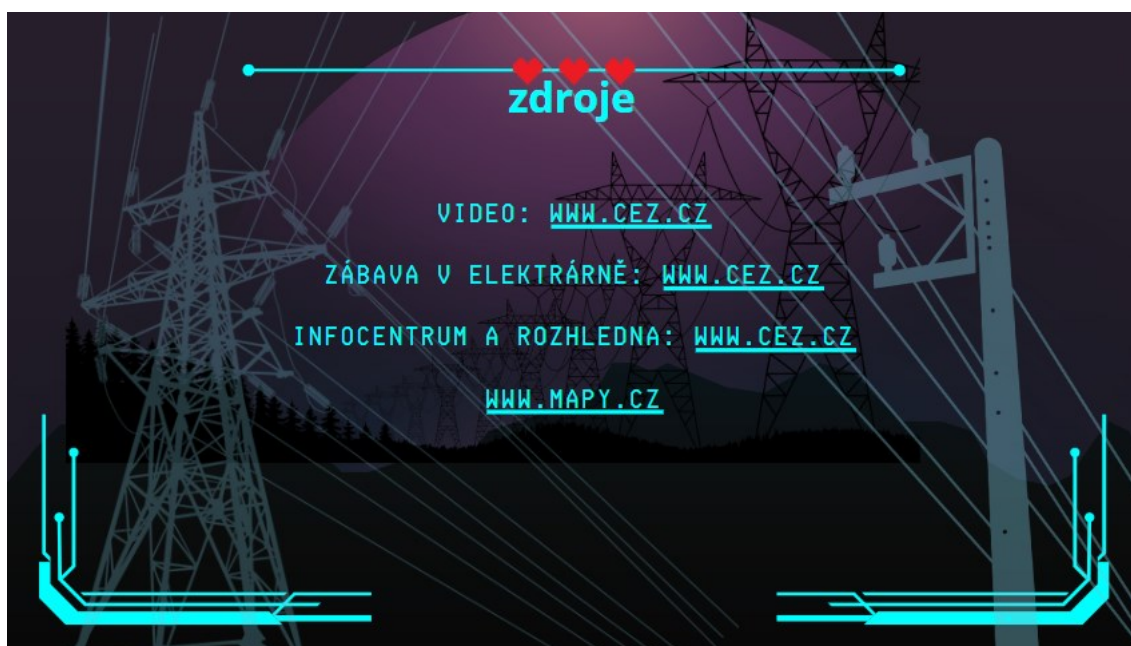 zdroje
VIDEO: WWW.CEZ.CZ
ZÁBAVA V ELEKTRÁRNĚ: WWW.CEZ.CZ
INFOCENTRUM A ROZHLEDNA: WWW.CEZ.CZ
WWW.MAPY.CZ